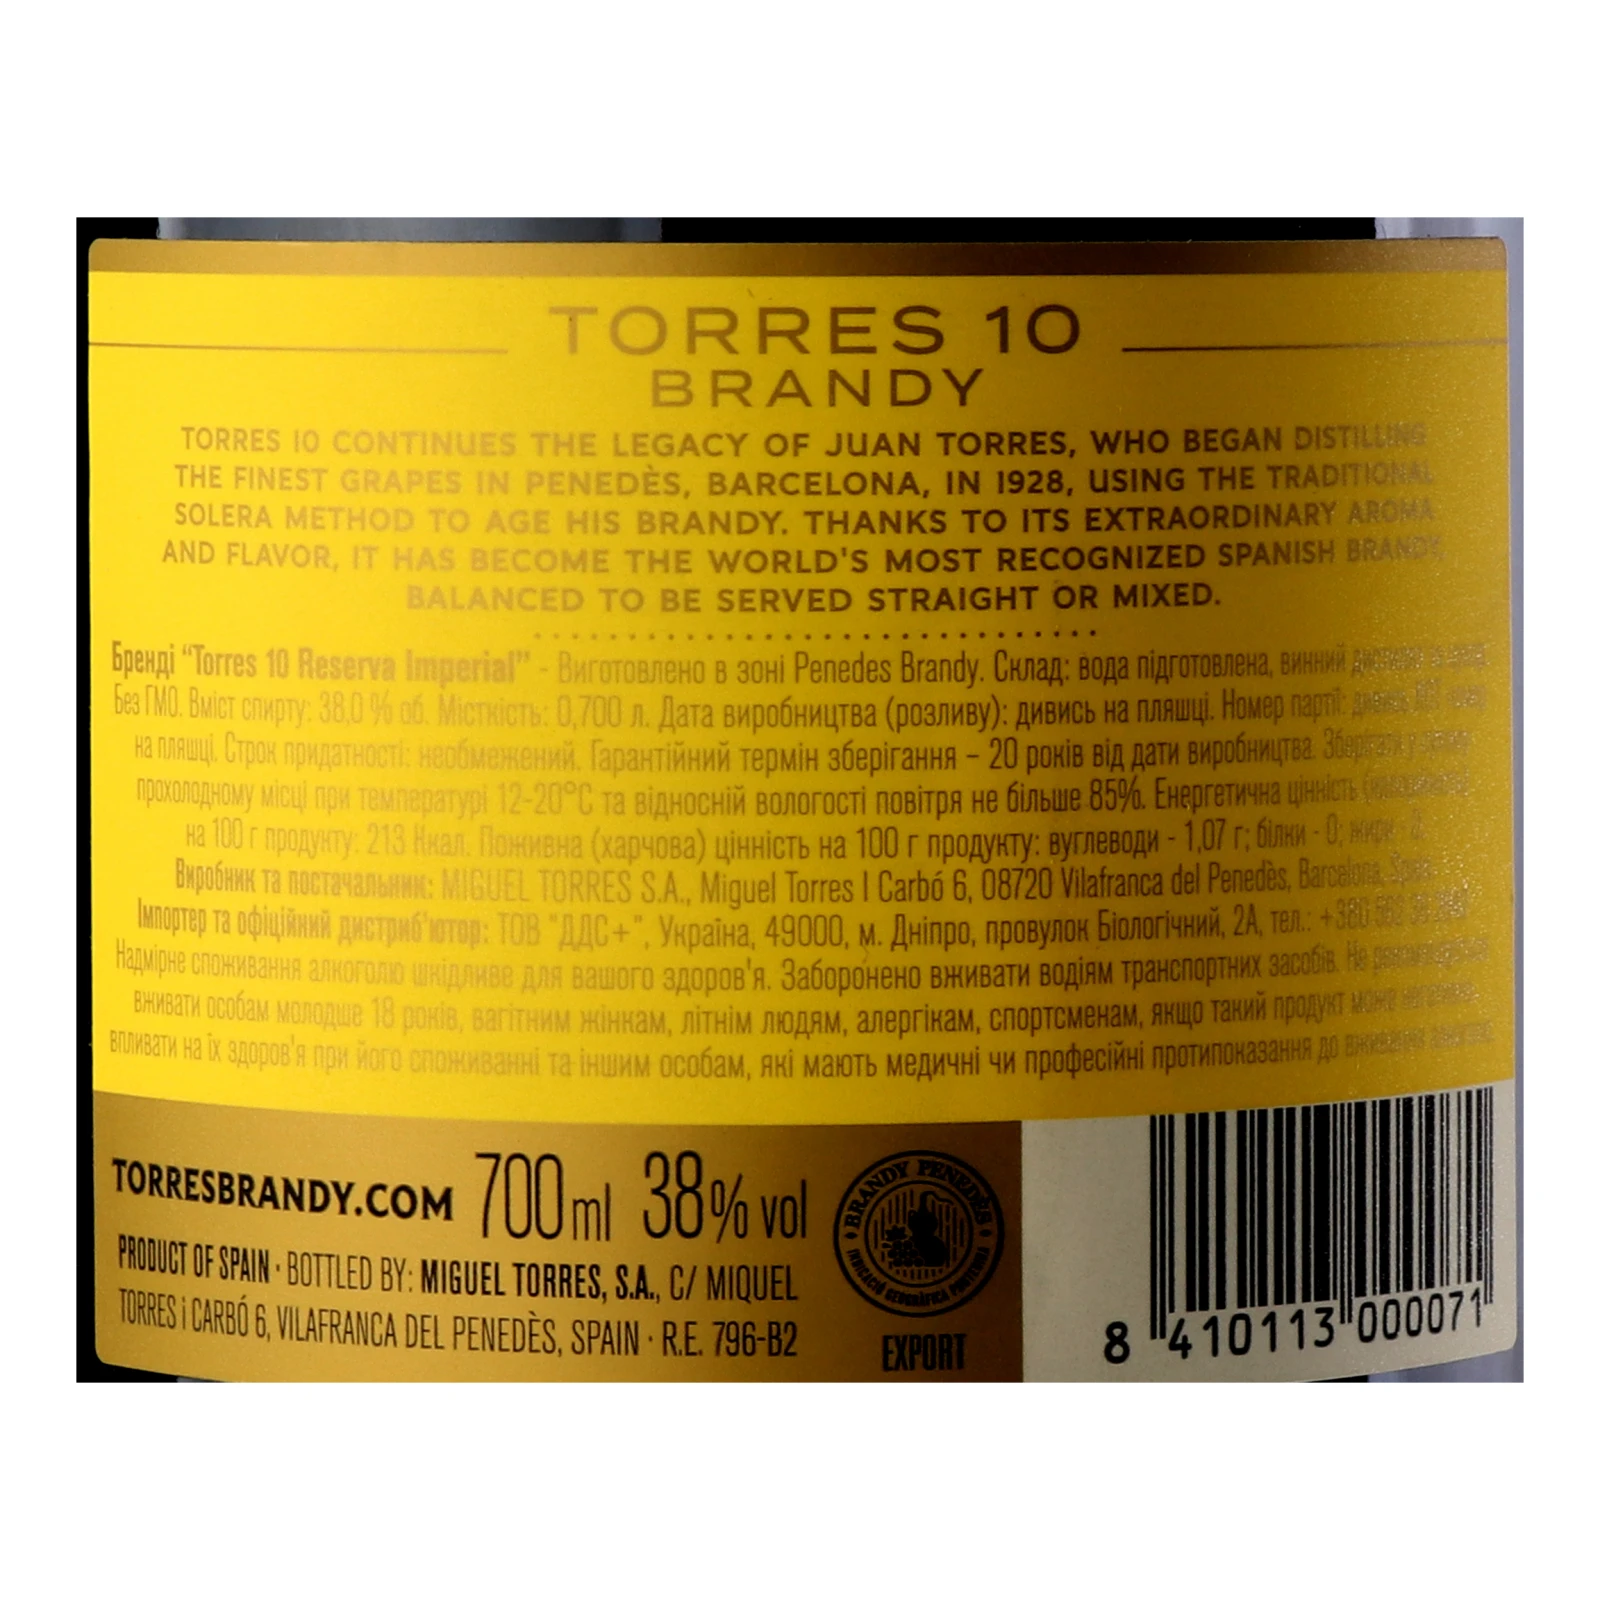 TORRES 10
BRANDY
TORRES 10 CONTINUES THE LEGACY OF JUAN TORRES, WHO BEGAN DISTILLING
THE FINEST GRAPES IN PENEDÈS, BARCELONA, IN 1928, USING THE TRADITIONAL
SOLERA METHOD TO AGE HIS BRANDY. THANKS TO ITS EXTRAORDINARY AROMA
AND FLAVOR, IT HAS BECOME THE WORLD'S MOST RECOGNIZED SPANISH BRANDY,
BALANCED TO BE SERVED STRAIGHT OR MIXED.
Бренді “Torres 10 Reserva Imperial” - Виготовлено в зоні Penedes Brandy. Склад: вода підготовлена, винний
Без ГМО. Вміст спирту: 38,0 % об. Місткість: 0,700 л. Дата виробництва (розливу): дивись на пляшці. Номер партії:
на пляшці. Строк придатності: необмежений. Гарантійний термін зберігання – 20 років від дати виробництва. Зберігати у
прохолодному місці при температурі 12-20°C та відносній вологості повітря не більше 85%. Енергетична цінність
на 100 г продукту: 213 Ккал. Поживна (харчова) цінність на 100 г продукту: вуглеводи - 1,07 г; білки - 0; жири -
Виробник та постачальник: MIGUEL TORRES S.A., Miguel Torres I Carbó 6, 08720 Vilafranca del Penedès, Barcelona, Spain
Імпортер та офіційний дистриб'ютор: ТОВ "ДДС+", Україна, 49000, м. Дніпро, провулок Біологічний, 2А, тел.:
Надмірне споживання алкоголю шкідливе для вашого здоров'я. Заборонено вживати водіям транспортних засобів. Не рекомендується
вживати особам молодше 18 років, вагітним жінкам, літнім людям, алергікам, спортсменам, якщо такий продукт може негативно
впливати на їх здоров'я при його споживанні та іншим особам, які мають медичні чи професійні протипоказання до вживання
TORRESBRANDY.COM 700ml 38% vol
PRODUCT OF SPAIN · BOTTLED BY: MIGUEL TORRES, S.A., C/ MIQUEL
TORRES i CARBÓ 6, VILAFRANCA DEL PENEDÈS, SPAIN · R.E. 796-B2
BRANDY PENEDÈS
INDICACIÓ GEOGRÀFICA
EXPORT
8 410113 000071